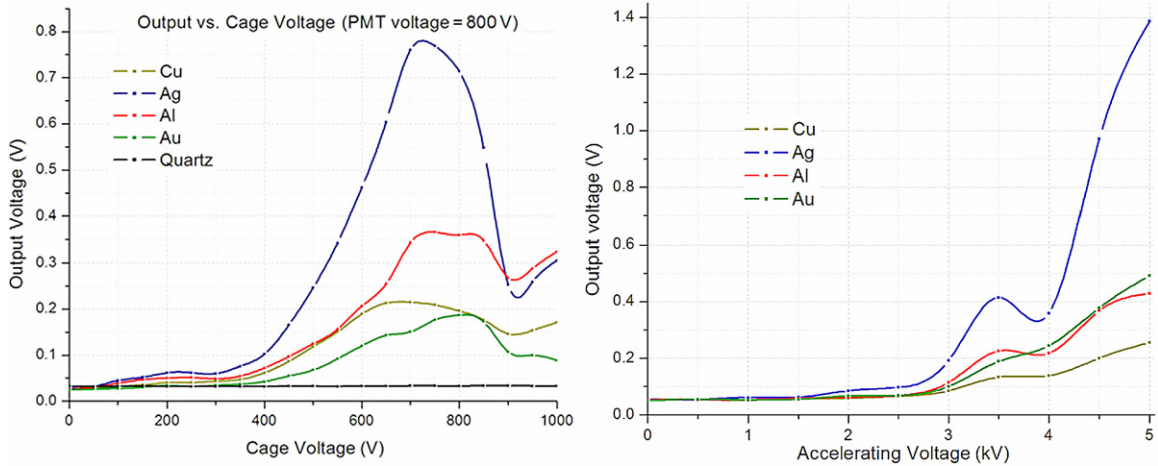 Output vs. Cage Voltage (PMT voltage = 800 V)
0.8
0.7
0.6
0.5
0.4
0.3
0.2
0.1
0.0
Output Voltage (V)
Cu
Ag
Al
Au
Quartz
0 200 400 600 800 1000
Cage Voltage (V)
1.4
1.2
1.0
0.8
0.6
0.4
0.2
0.0
Output voltage (V)
Cu
Ag
Al
Au
0 1 2 3 4 5
Accelerating Voltage (kV)